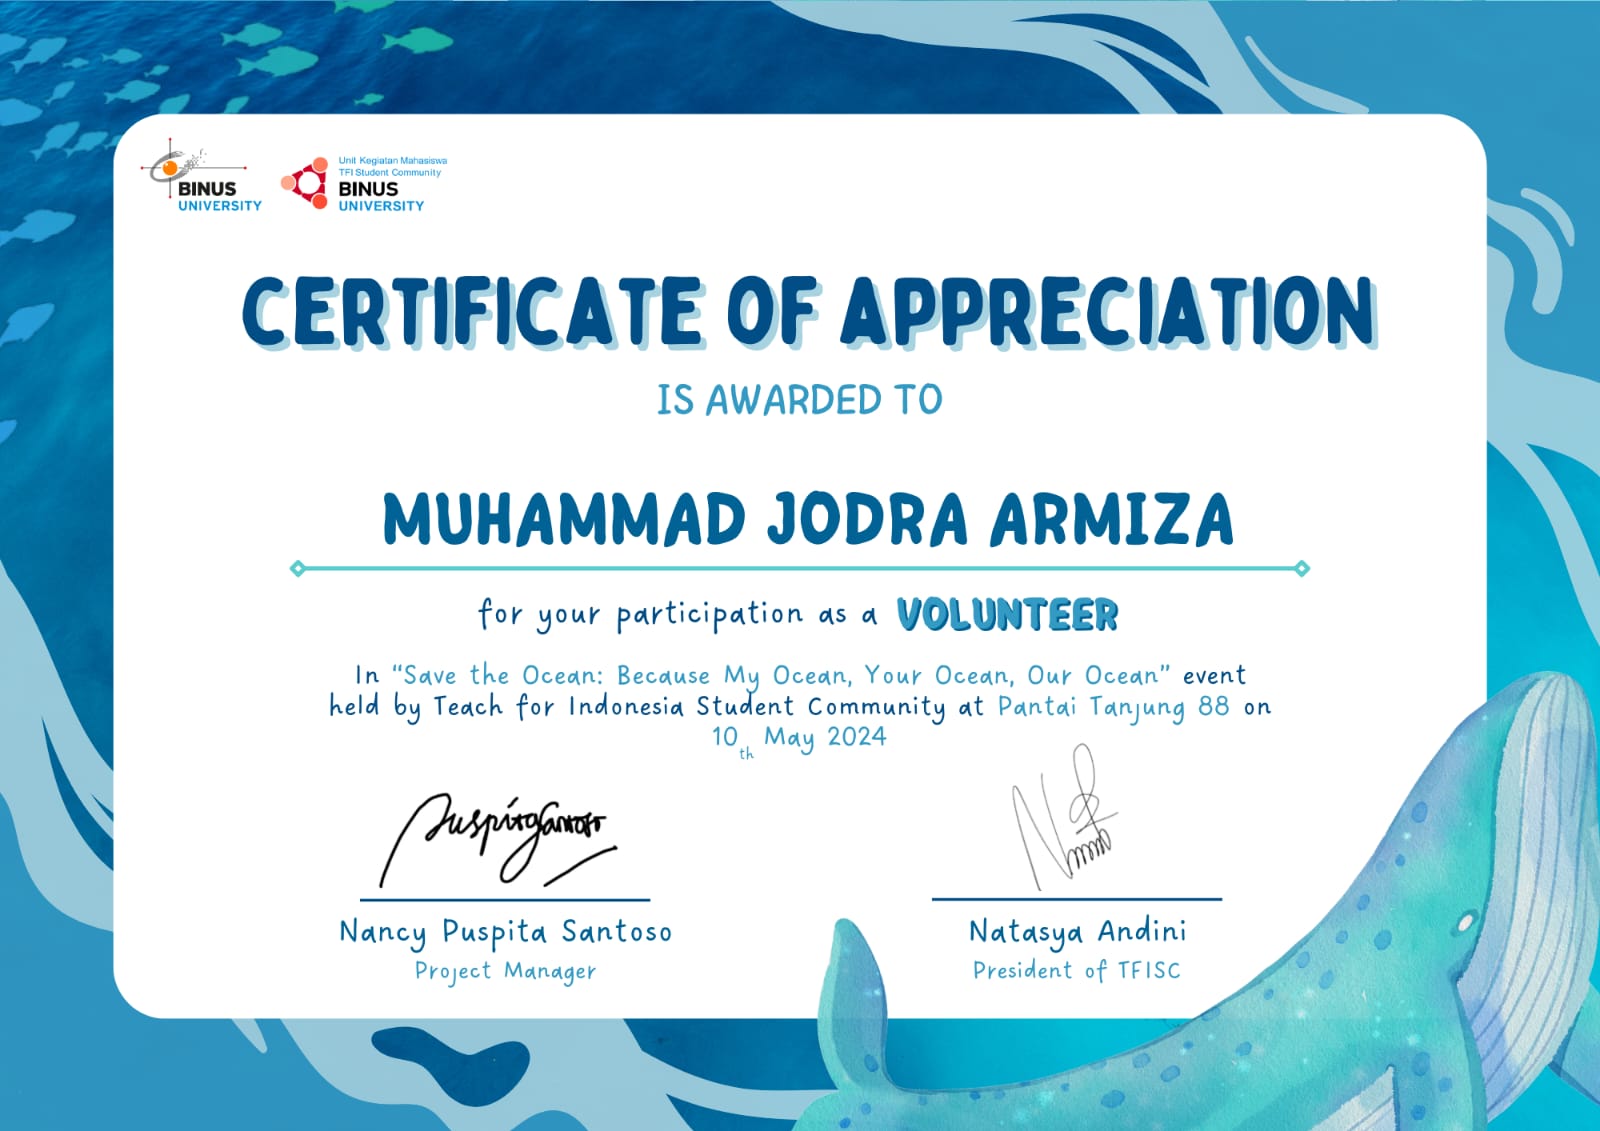 BINUS
UNIVERSITY
Unit Kegiatan Mahasiswa
TFI Student Community
BINUS
UNIVERSITY
CERTIFICATE OF APPRECIATION
IS AWARDED TO
MUHAMMAD JODRA ARMIZA
for your participation as a VOLUNTEER
In “Save the Ocean: Because My Ocean, Your Ocean, Our Ocean” event
held by Teach for Indonesia Student Community at Pantai Tanjung 88 on
10th May 2024
PuspitaSantoso
Nancy Puspita Santoso
Project Manager
Natasya Andini
President of TFISC